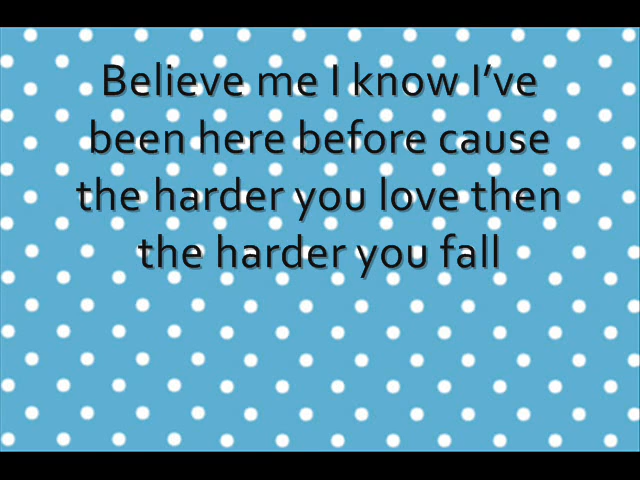 Believe me I know I’ve
been here before cause
the harder you love then
the harder you fall